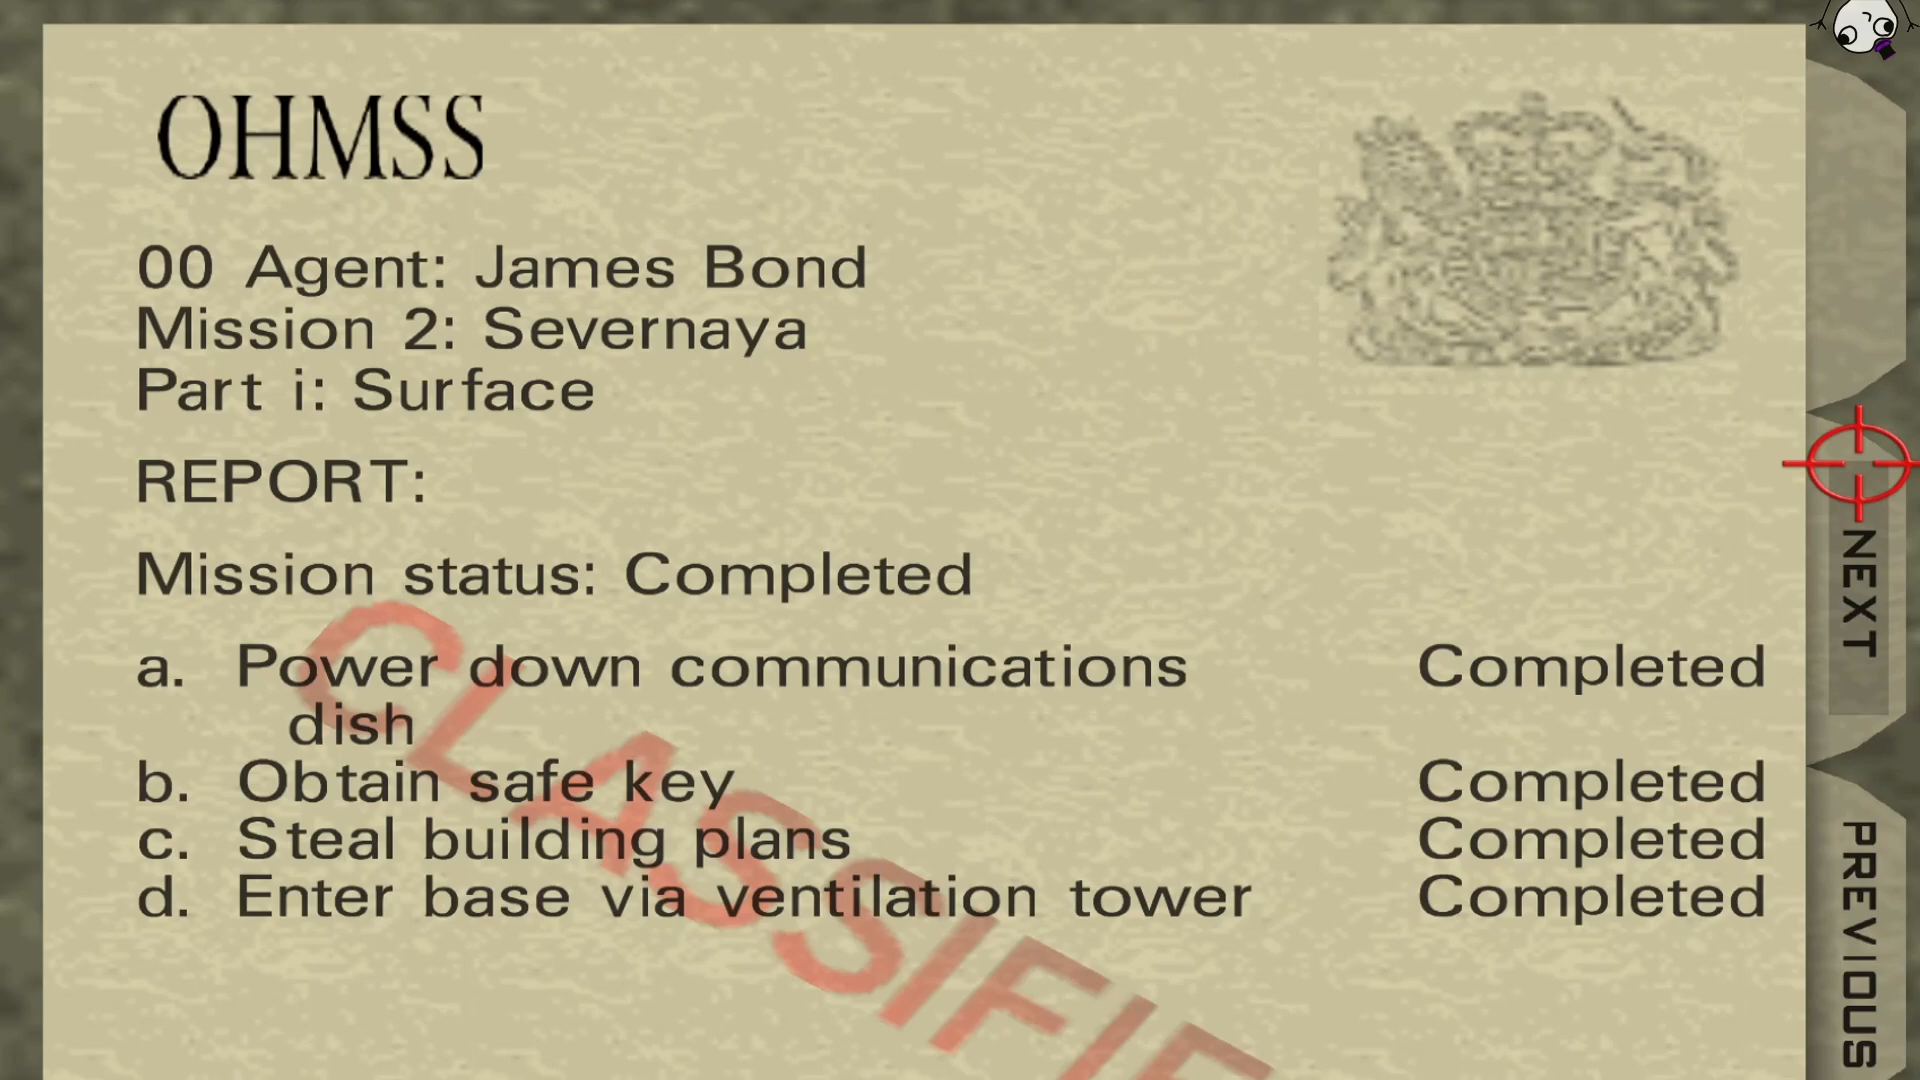 OHMSS
00 Agent: James Bond
Mission 2: Severnaya
Part i: Surface
REPORT:
Mission status: Completed
a. Power down communications Completed
dish
b. Obtain safe key Completed
c. Steal building plans Completed
d. Enter base via ventilation tower Completed
CLASSIFIE
NEXT
PREVIOUS